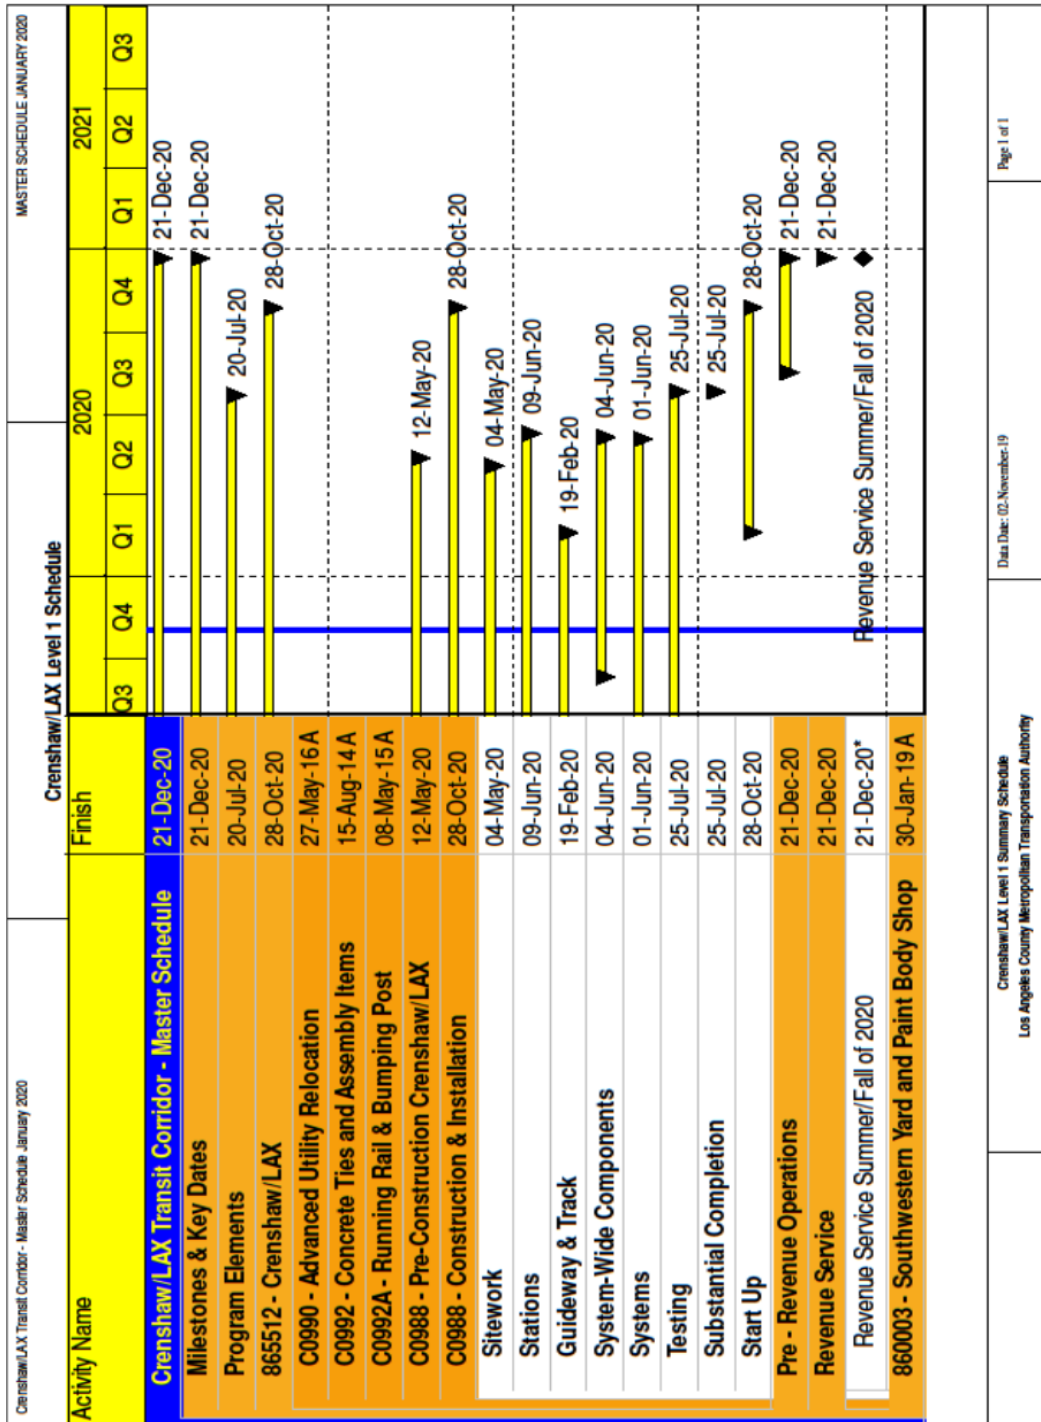 Crenshaw/LAX Transit Corridor - Master Schedule January 2020
MASTER SCHEDULE JANUARY 2020
Crenshaw/LAX Level 1 Schedule
Activity Name Finish 2020 2021
Q3 Q4 Q1 Q2 Q3 Q4 Q1 Q2 Q3
Crenshaw/LAX Transit Corridor - Master Schedule 21-Dec-20 21-Dec-20
Milestones & Key Dates 21-Dec-20 21-Dec-20
Program Elements 20-Jul-20 20-Jul-20
865512 - Crenshaw/LAX 28-Oct-20 28-Oct-20
C0990 - Advanced Utility Relocation 27-May-16 A
C0992 - Concrete Ties and Assembly Items 15-Aug-14 A
C0992A - Running Rail & Bumping Post 08-May-15 A
C0988 - Pre-Construction Crenshaw/LAX 12-May-20 12-May-20
C0988 - Construction & Installation 28-Oct-20 28-Oct-20
Sitework 04-May-20 04-May-20
Stations 09-Jun-20 09-Jun-20
Guideway & Track 19-Feb-20 19-Feb-20
System-Wide Components 04-Jun-20 04-Jun-20
Systems 01-Jun-20 01-Jun-20
Testing 25-Jul-20 25-Jul-20
Substantial Completion 25-Jul-20 25-Jul-20
Start Up 28-Oct-20 28-Oct-20
Pre - Revenue Operations 21-Dec-20 21-Dec-20
Revenue Service 21-Dec-20 21-Dec-20
Revenue Service Summer/Fall of 2020 21-Dec-20* Revenue Service Summer/Fall of 2020
860003 - Southwestern Yard and Paint Body Shop 30-Jan-19 A
Crenshaw/LAX Level 1 Summary Schedule
Los Angeles County Metropolitan Transportation Authority
Data Date: 02-November-19
Page 1 of 1